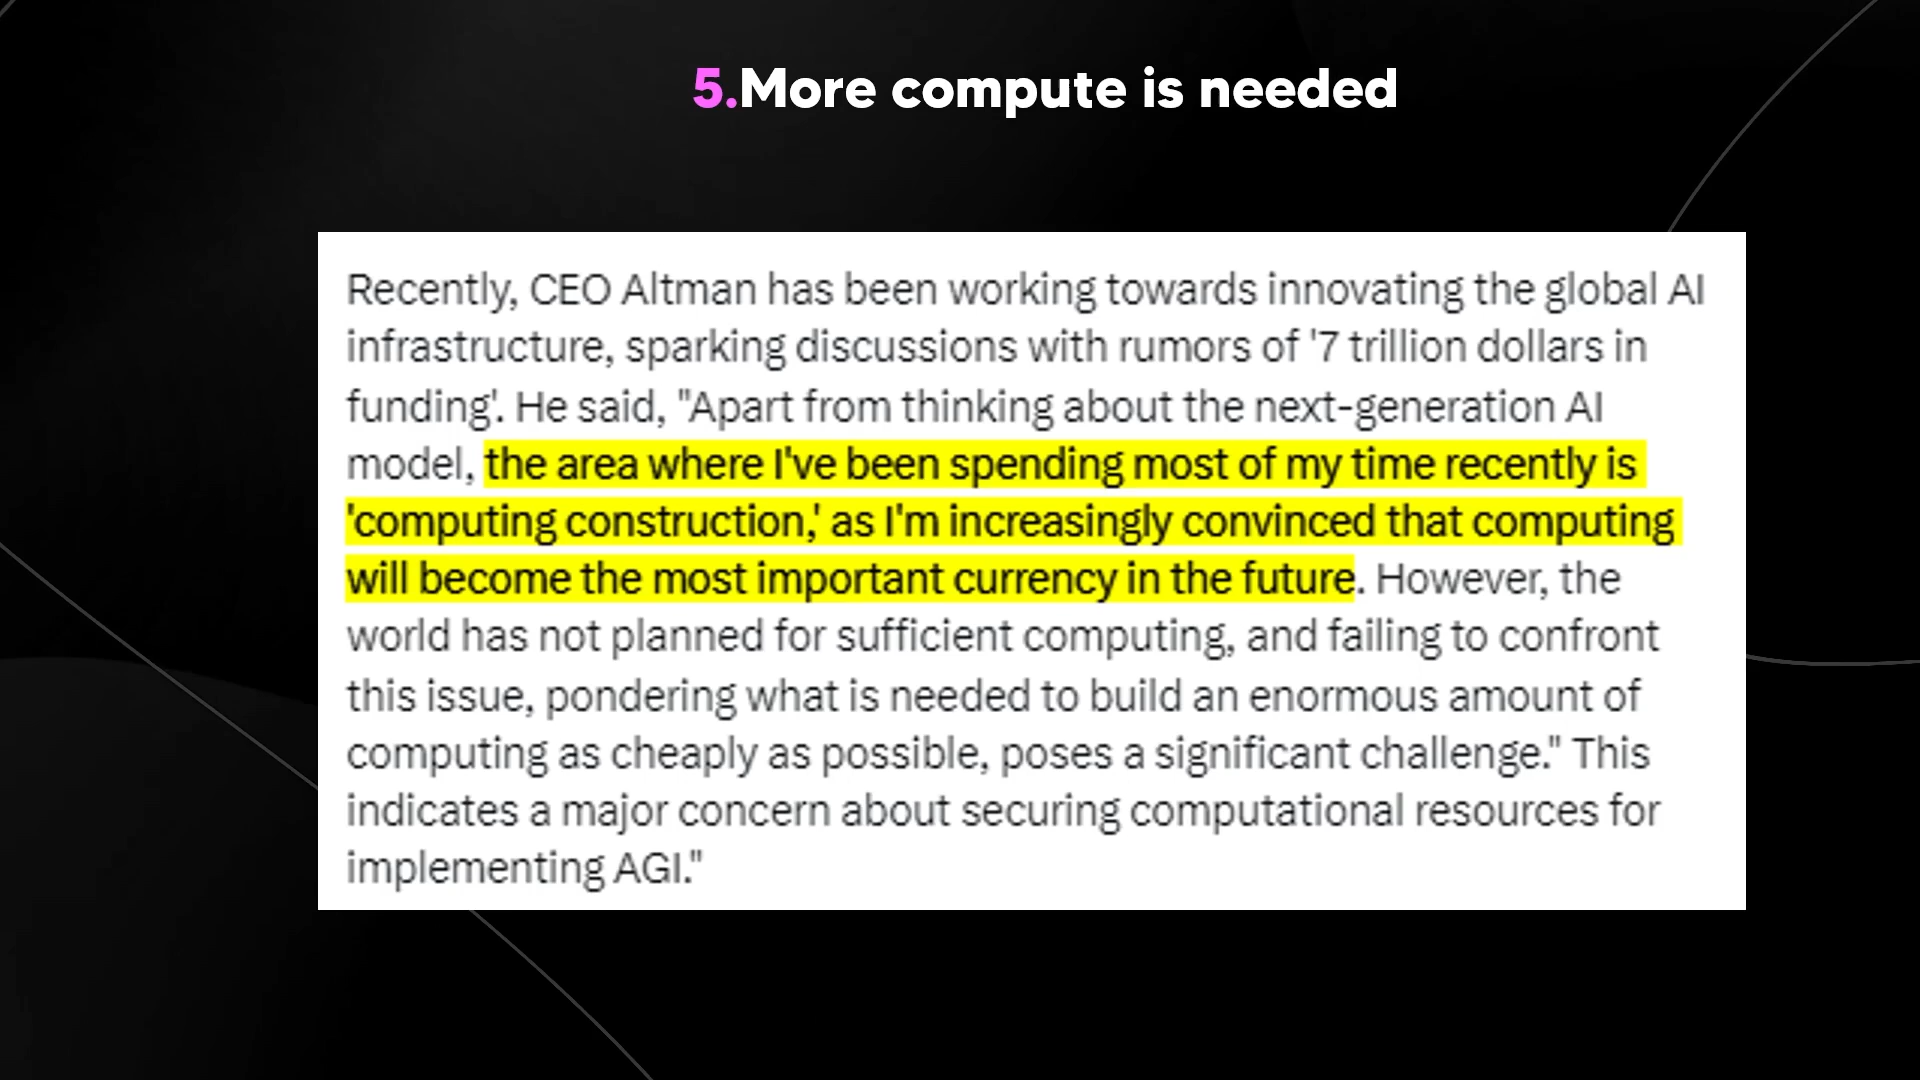 5.More compute is needed
Recently, CEO Altman has been working towards innovating the global AI
infrastructure, sparking discussions with rumors of '7 trillion dollars in
funding'. He said, "Apart from thinking about the next-generation AI
model, the area where I've been spending most of my time recently is
'computing construction,' as I'm increasingly convinced that computing
will become the most important currency in the future. However, the
world has not planned for sufficient computing, and failing to confront
this issue, pondering what is needed to build an enormous amount of
computing as cheaply as possible, poses a significant challenge." This
indicates a major concern about securing computational resources for
implementing AGI."